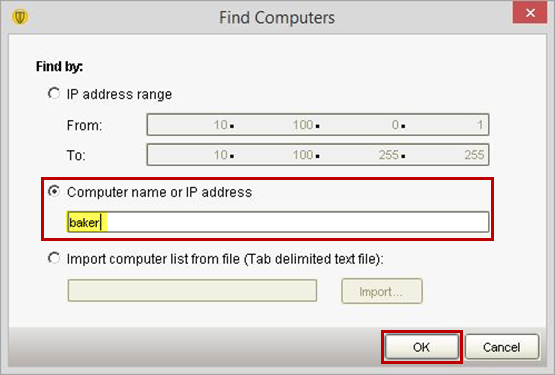 Find Computers
Find by:
IP address range
From: 10. 100. 0. 1
To: 10. 100. 255. 255
Computer name or IP address
baker
Import computer list from file (Tab delimited text file):
Import...
OK Cancel